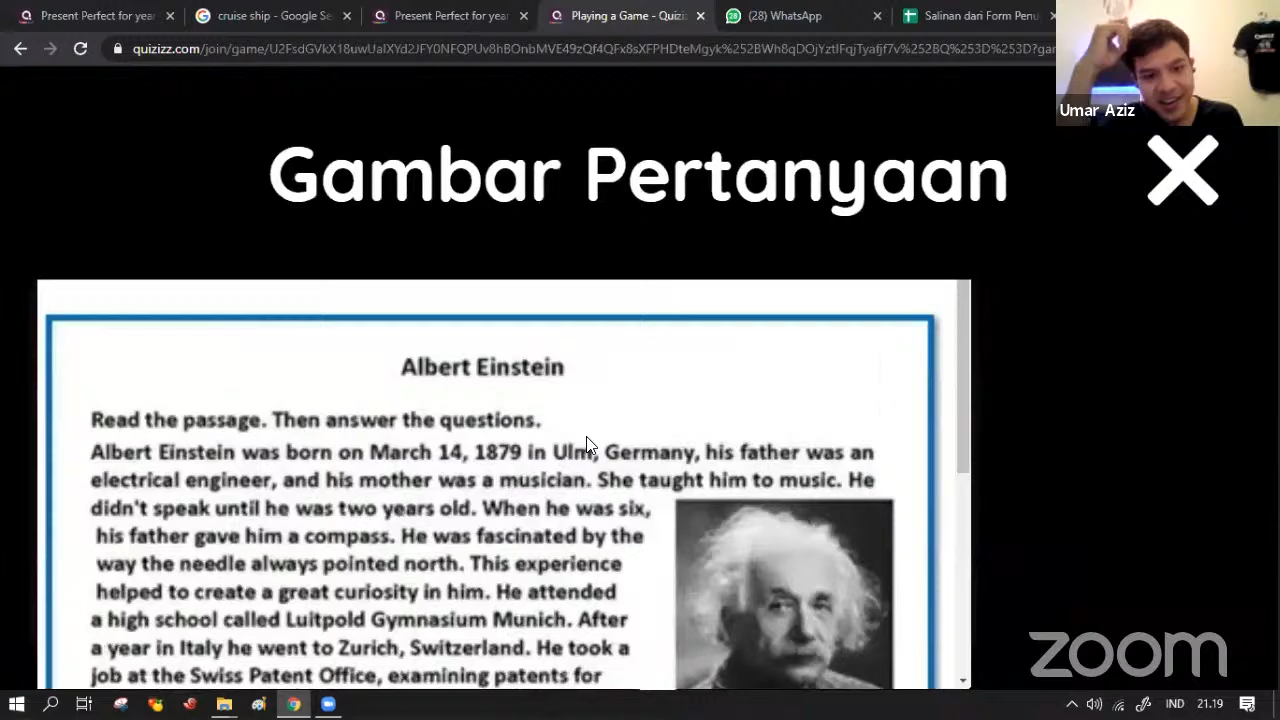 Present Perfect for year
cruise ship - Google Se
Present Perfect for year
Playing a Game - Quizi
(28) WhatsApp
Salinan dari Form Penu
Umar Aziz
Gambar Pertanyaan
Albert Einstein
Read the passage. Then answer the questions.
Albert Einstein was born on March 14, 1879 in Ulm, Germany, his father was an
electrical engineer, and his mother was a musician. She taught him to music. He
didn't speak until he was two years old. When he was six,
his father gave him a compass. He was fascinated by the
way the needle always pointed north. This experience
helped to create a great curiosity in him. He attended
a high school called Luitpold Gymnasium Munich. After
a year in Italy he went to Zurich, Switzerland. He took a
job at the Swiss Patent Office, examining patents for
zoom
IND
21.19